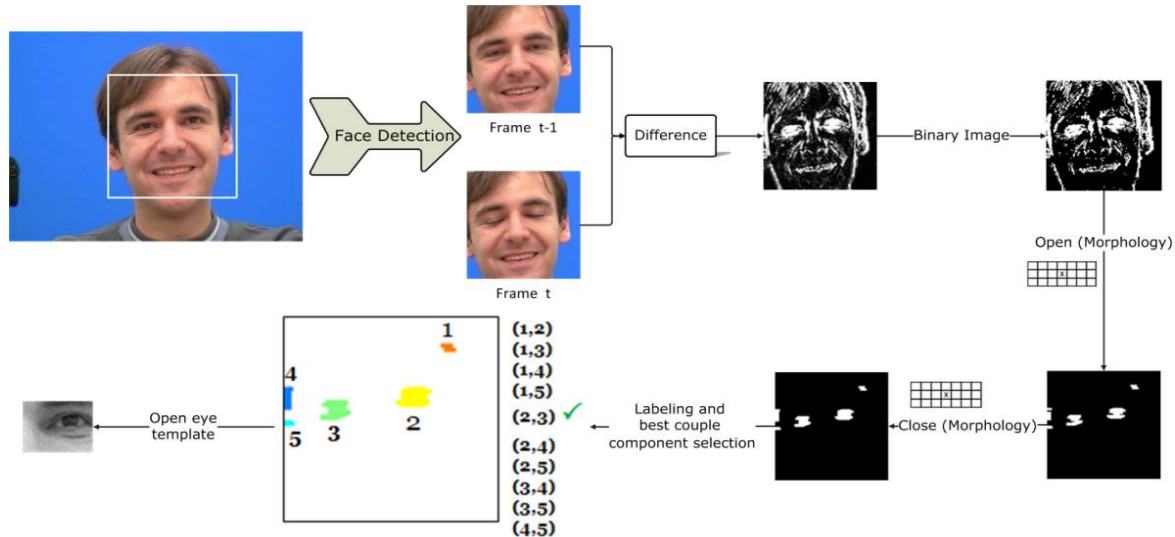 Face Detection
Frame t-1
Frame t
Difference
Binary Image
Open (Morphology)
x
Close (Morphology)
x
Labeling and
best couple
component selection
1
2
3
4
5
(1,2)
(1,3)
(1,4)
(1,5)
(2,3) ✓
(2,4)
(2,5)
(3,4)
(3,5)
(4,5)
Open eye
template